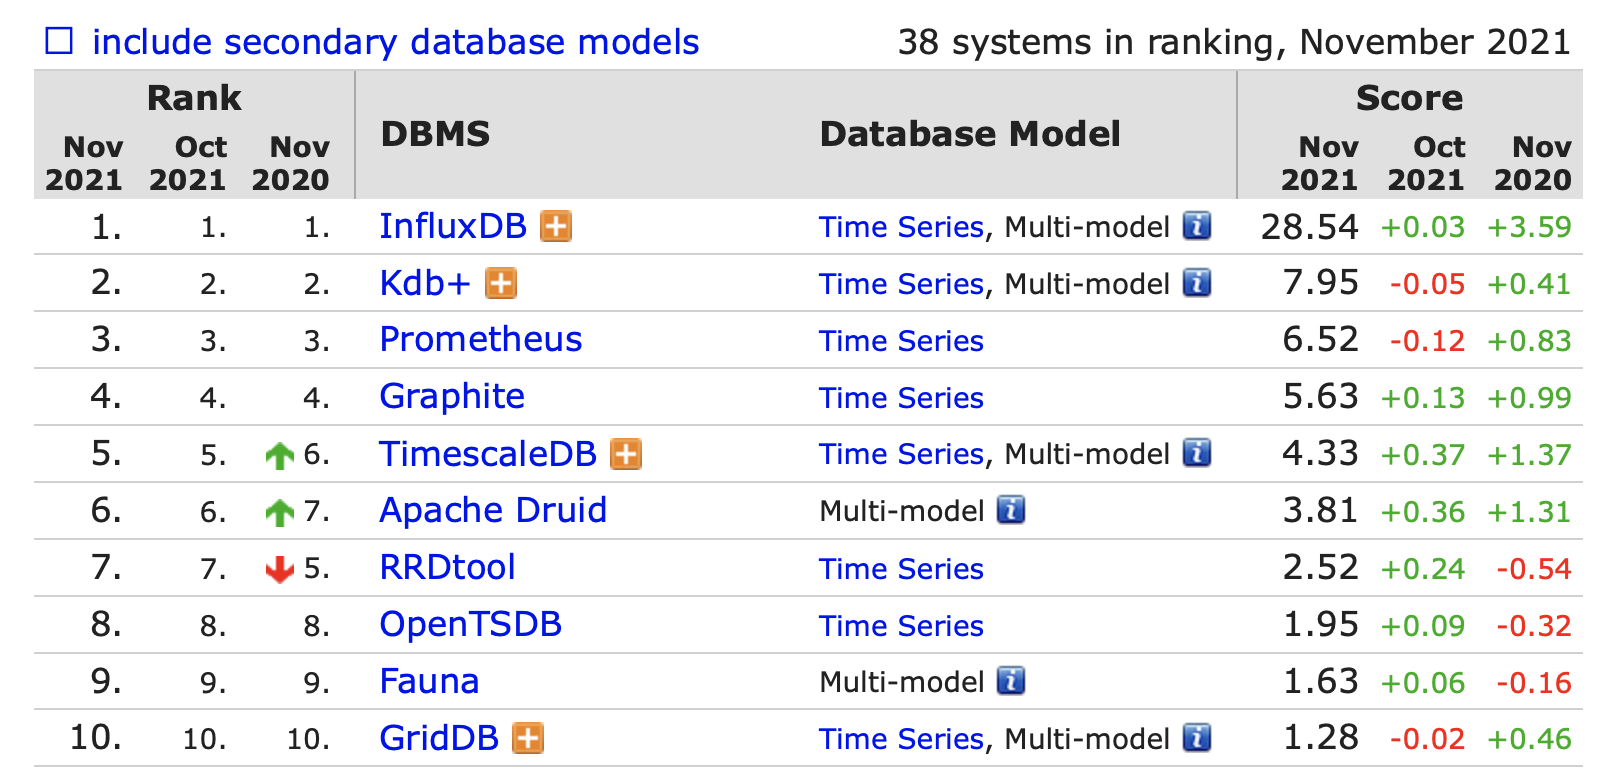 include secondary database models 38 systems in ranking, November 2021
Rank DBMS Database Model Score
Nov 2021 Oct 2021 Nov 2020 Nov 2021 Oct 2021 Nov 2020
1. 1. 1. InfluxDB Time Series, Multi-model 28.54 +0.03 +3.59
2. 2. 2. Kdb+ Time Series, Multi-model 7.95 -0.05 +0.41
3. 3. 3. Prometheus Time Series 6.52 -0.12 +0.83
4. 4. 4. Graphite Time Series 5.63 +0.13 +0.99
5. 5. 6. TimescaleDB Time Series, Multi-model 4.33 +0.37 +1.37
6. 6. 7. Apache Druid Multi-model 3.81 +0.36 +1.31
7. 7. 5. RRDtool Time Series 2.52 +0.24 -0.54
8. 8. 8. OpenTSDB Time Series 1.95 +0.09 -0.32
9. 9. 9. Fauna Multi-model 1.63 +0.06 -0.16
10. 10. 10. GridDB Time Series, Multi-model 1.28 -0.02 +0.46